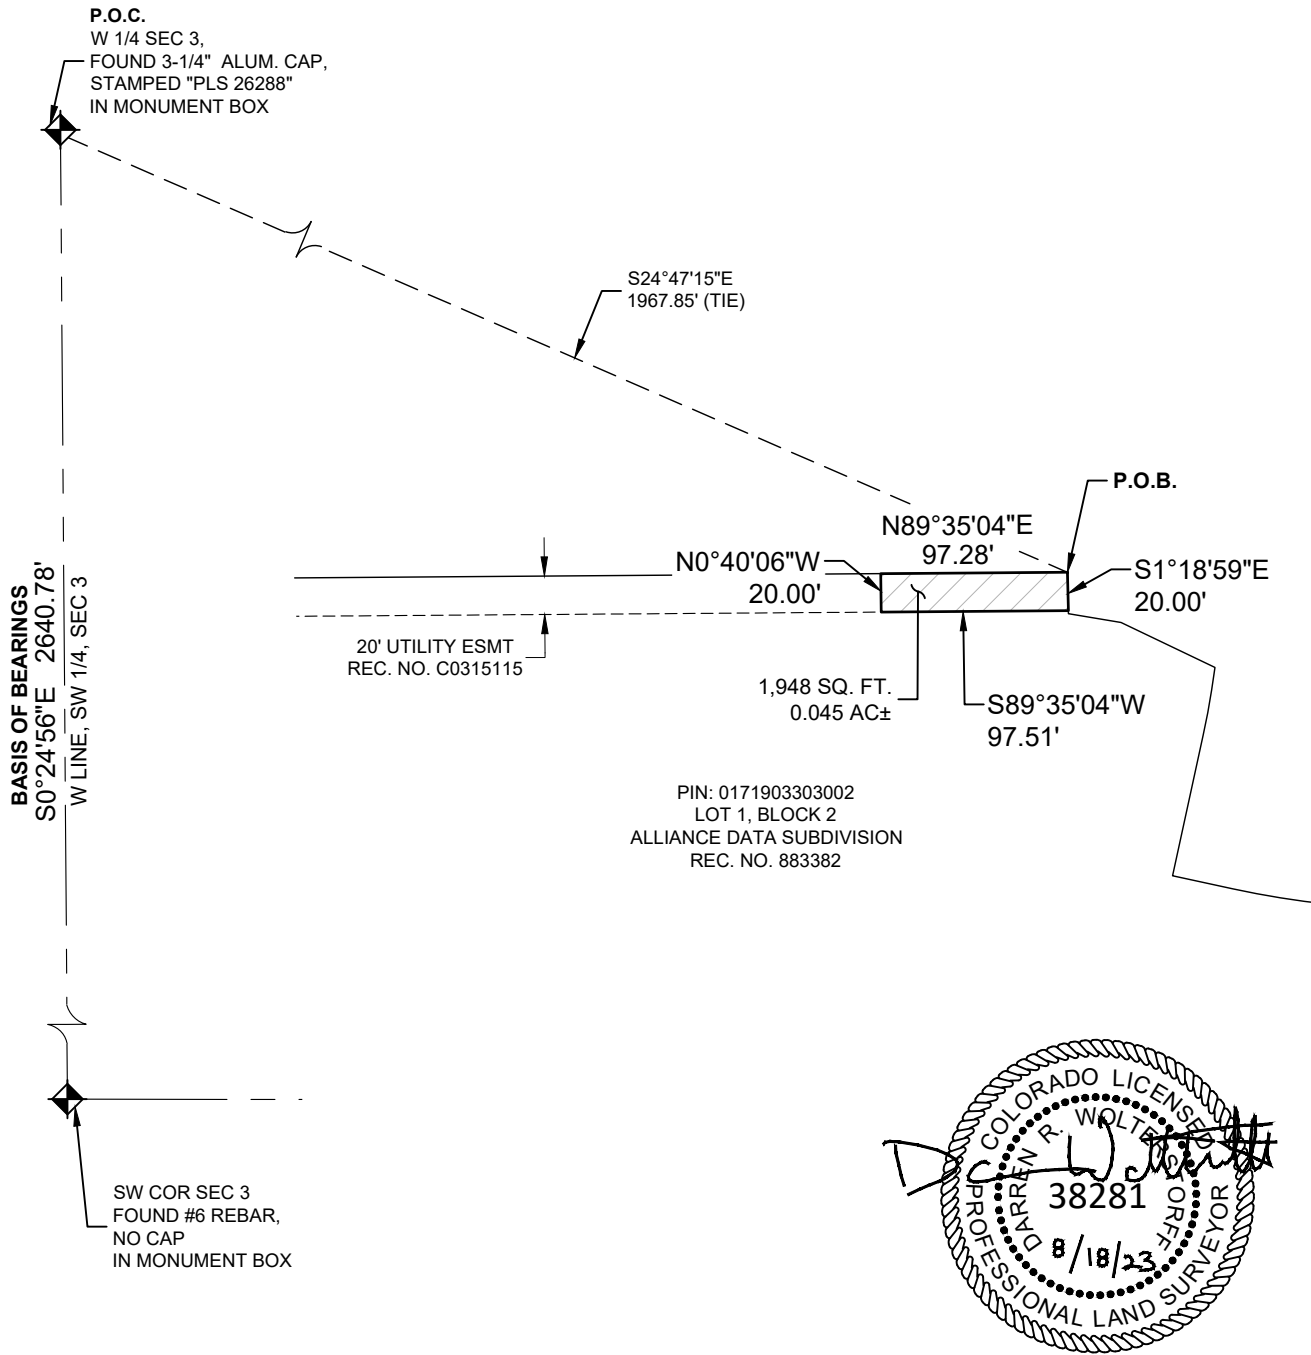 P.O.C.
W 1/4 SEC 3,
FOUND 3-1/4" ALUM. CAP,
STAMPED "PLS 26288"
IN MONUMENT BOX
S24°47'15"E
1967.85' (TIE)
P.O.B.
N89°35'04"E
97.28'
N0°40'06"W
20.00'
S1°18'59"E
20.00'
BASIS OF BEARINGS
S0°24'56"E 2640.78'
W LINE, SW 1/4, SEC 3
20' UTILITY ESMT
REC. NO. C0315115
1,948 SQ. FT.
0.045 AC±
S89°35'04"W
97.51'
PIN: 0171903303002
LOT 1, BLOCK 2
ALLIANCE DATA SUBDIVISION
REC. NO. 883382
SW COR SEC 3
FOUND #6 REBAR,
NO CAP
IN MONUMENT BOX
COLORADO LICENSED
DARREN R. WOLTERSTORFF
38281
8/18/23
PROFESSIONAL LAND SURVEYOR